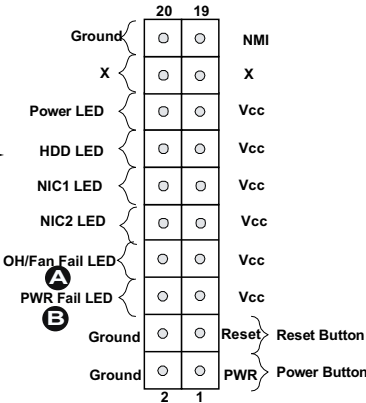 20 19
Ground NMI
X X
Power LED Vcc
HDD LED Vcc
NIC1 LED Vcc
NIC2 LED Vcc
OH/Fan Fail LED Vcc
A
PWR Fail LED Vcc
B
Ground Reset Reset Button
Ground PWR Power Button
2 1